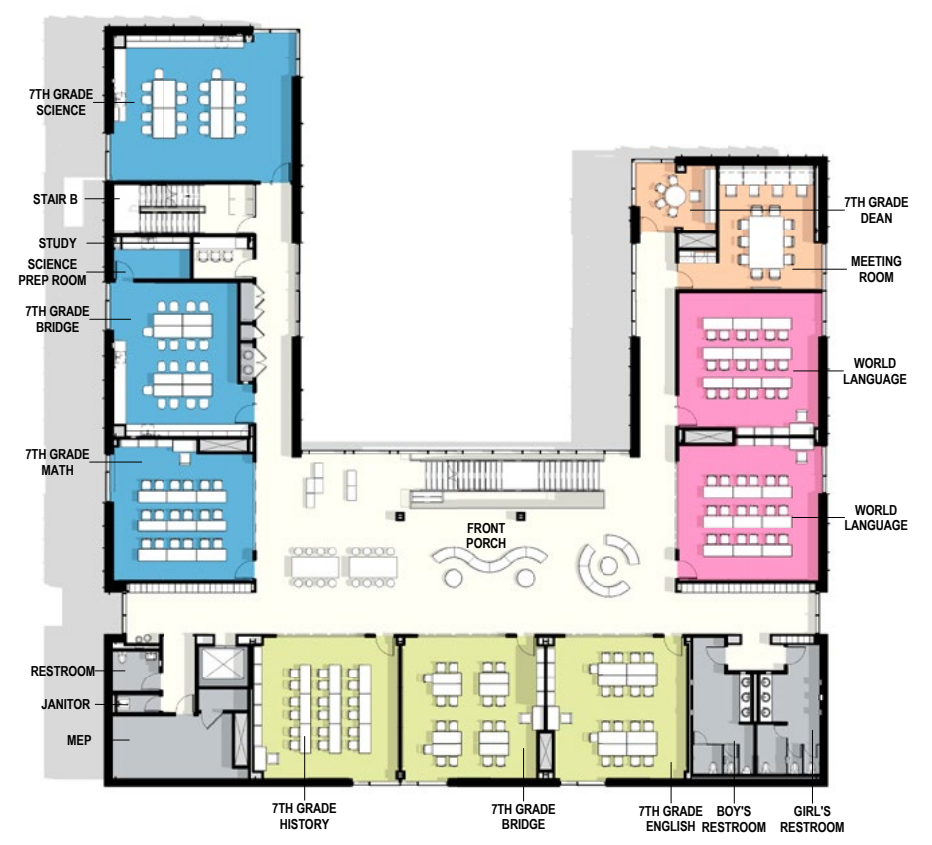 7TH GRADE
SCIENCE
STAIR B
STUDY
SCIENCE
PREP ROOM
7TH GRADE
BRIDGE
7TH GRADE
MATH
7TH GRADE
DEAN
MEETING
ROOM
WORLD
LANGUAGE
WORLD
LANGUAGE
FRONT
PORCH
RESTROOM
JANITOR
MEP
7TH GRADE
HISTORY
7TH GRADE
BRIDGE
7TH GRADE
ENGLISH
BOY'S
RESTROOM
GIRL'S
RESTROOM